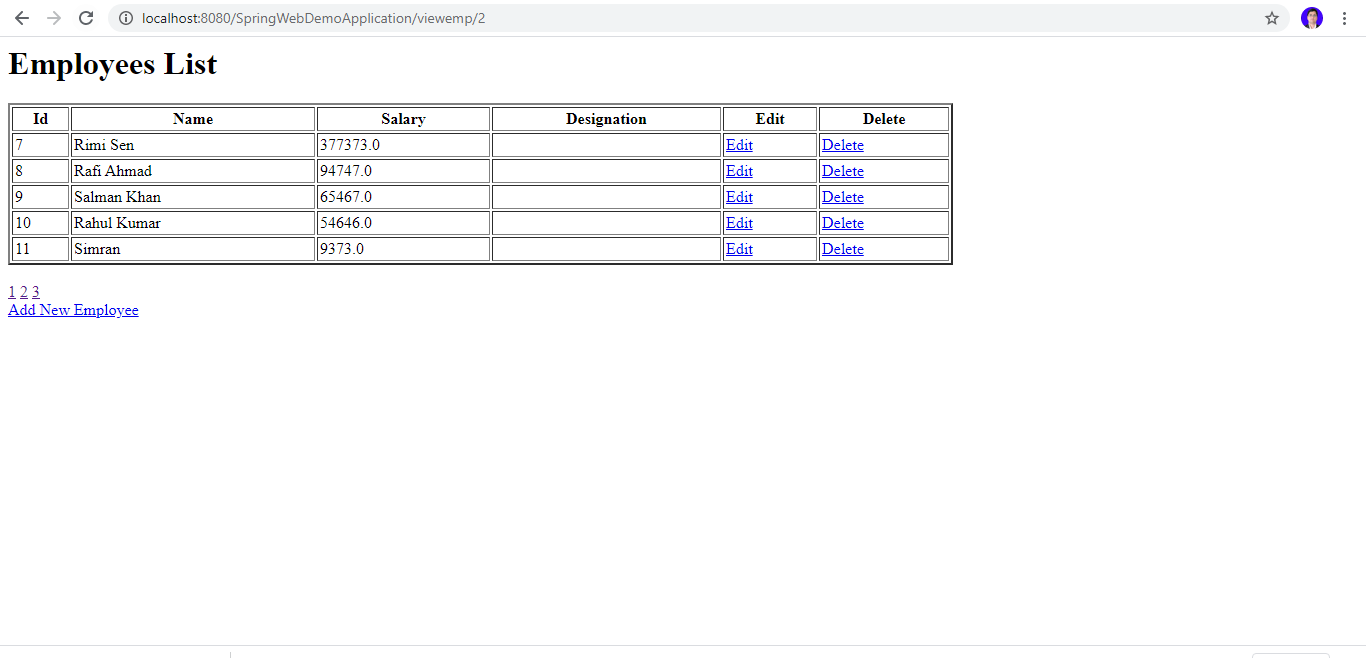 localhost:8080/SpringWebDemoApplication/viewemp/2
Employees List
Id Name Salary Designation Edit Delete
7 Rimi Sen 377373.0 Edit Delete
8 Rafi Ahmad 94747.0 Edit Delete
9 Salman Khan 65467.0 Edit Delete
10 Rahul Kumar 54646.0 Edit Delete
11 Simran 9373.0 Edit Delete
1 2 3
Add New Employee